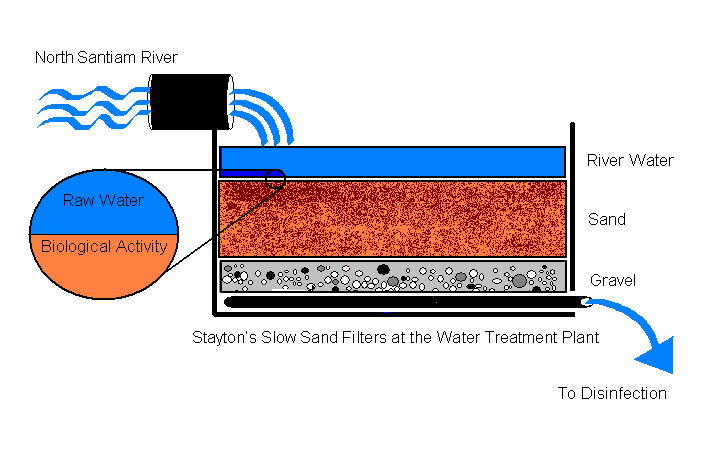 North Santiam River
River Water
Raw Water
Sand
Biological Activity
Gravel
Stayton's Slow Sand Filters at the Water Treatment Plant
To Disinfection